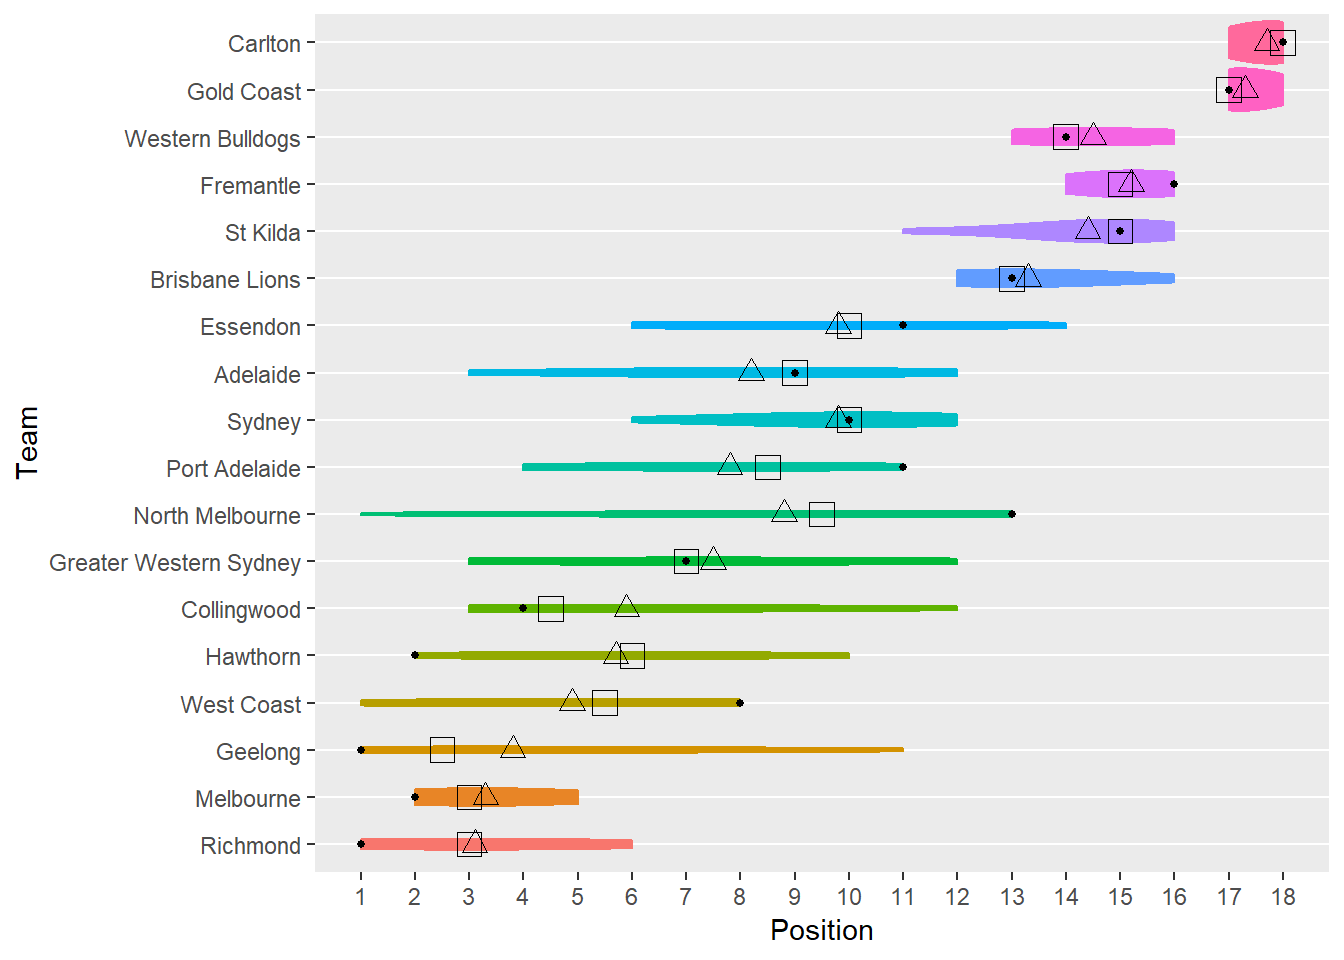 Carlton
Gold Coast
Western Bulldogs
Fremantle
St Kilda
Brisbane Lions
Essendon
Adelaide
Sydney
Port Adelaide
North Melbourne
Greater Western Sydney
Collingwood
Hawthorn
West Coast
Geelong
Melbourne
Richmond
Team
1 2 3 4 5 6 7 8 9 10 11 12 13 14 15 16 17 18
Position